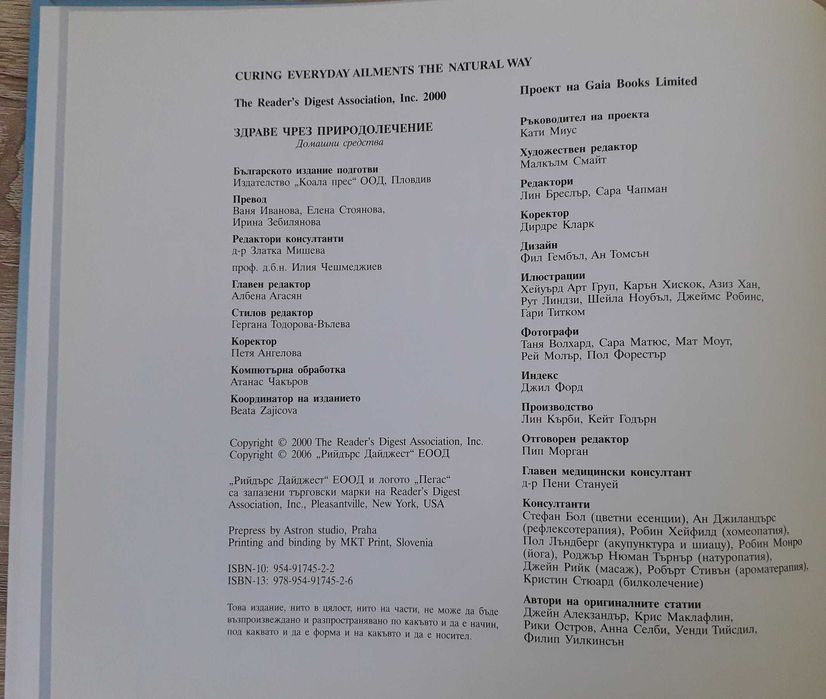 CURING EVERYDAY AILMENTS THE NATURAL WAY
The Reader's Digest Association, Inc. 2000
ЗДРАВЕ ЧРЕЗ ПРИРОДОЛЕЧЕНИЕ
Домашни средства
Българското издание подготви
Издателство „Коала прес“ ООД, Пловдив
Превод
Ваня Иванова, Елена Стоянова,
Ирина Зебилянова
Редактори консултанти
д-р Златка Мишева
проф. д.б.н. Илия Чешмеджиев
Главен редактор
Албена Агасян
Стилов редактор
Гергана Тодорова-Вълева
Коректор
Петя Ангелова
Компютърна обработка
Атанас Чакъров
Координатор на изданието
Beata Zajicova
Copyright © 2000 The Reader's Digest Association, Inc.
Copyright © 2006 „Рийдърс Дайджест“ ЕООД
„Рийдърс Дайджест“ ЕООД и логото „Пегас“
са запазени търговски марки на Reader's Digest
Association, Inc., Pleasantville, New York, USA
Prepress by Astron studio, Praha
Printing and binding by MKT Print, Slovenia
ISBN-10: 954-91745-2-2
ISBN-13: 978-954-91745-2-6
Това издание, нито в цялост, нито на части, не може да бъде
възпроизвеждано и разпространявано по какъвто и да е начин,
под каквато и да е форма и на какъвто и да е носител.
Проект на Gaia Books Limited
Ръководител на проекта
Кати Миус
Художествен редактор
Малкълм Смайт
Редактори
Лин Бреслър, Сара Чапман
Коректор
Дирдре Кларк
Дизайн
Фил Гембъл, Ан Томсън
Илюстрации
Хейуърд Арт Груп, Карън Хискок, Азиз Хан,
Рут Линдзи, Шейла Ноубъл, Джеймс Робинс,
Гари Титком
Фотографи
Таня Волхард, Сара Матюс, Мат Моут,
Рей Молър, Пол Форестър
Индекс
Джил Форд
Производство
Лин Кърби, Кейт Годърн
Отговорен редактор
Пип Морган
Главен медицински консултант
д-р Пени Стануей
Консултанти
Стефан Бол (цветни есенции), Ан Джиландърс
(рефлексотерапия), Робин Хейфилд (хомеопатия),
Пол Лъндберг (акупунктура и шиацу), Робин Монро
(йога), Роджър Нюман Търнър (натуропатия),
Джейн Рийк (масаж), Робърт Стивън (ароматерапия),
Кристин Стюард (билколечение)
Автори на оригиналните статии
Джейн Алекзандър, Крис Маклафлин,
Рики Остров, Анна Селби, Уенди Тийсдил,
Филип Уилкинсън